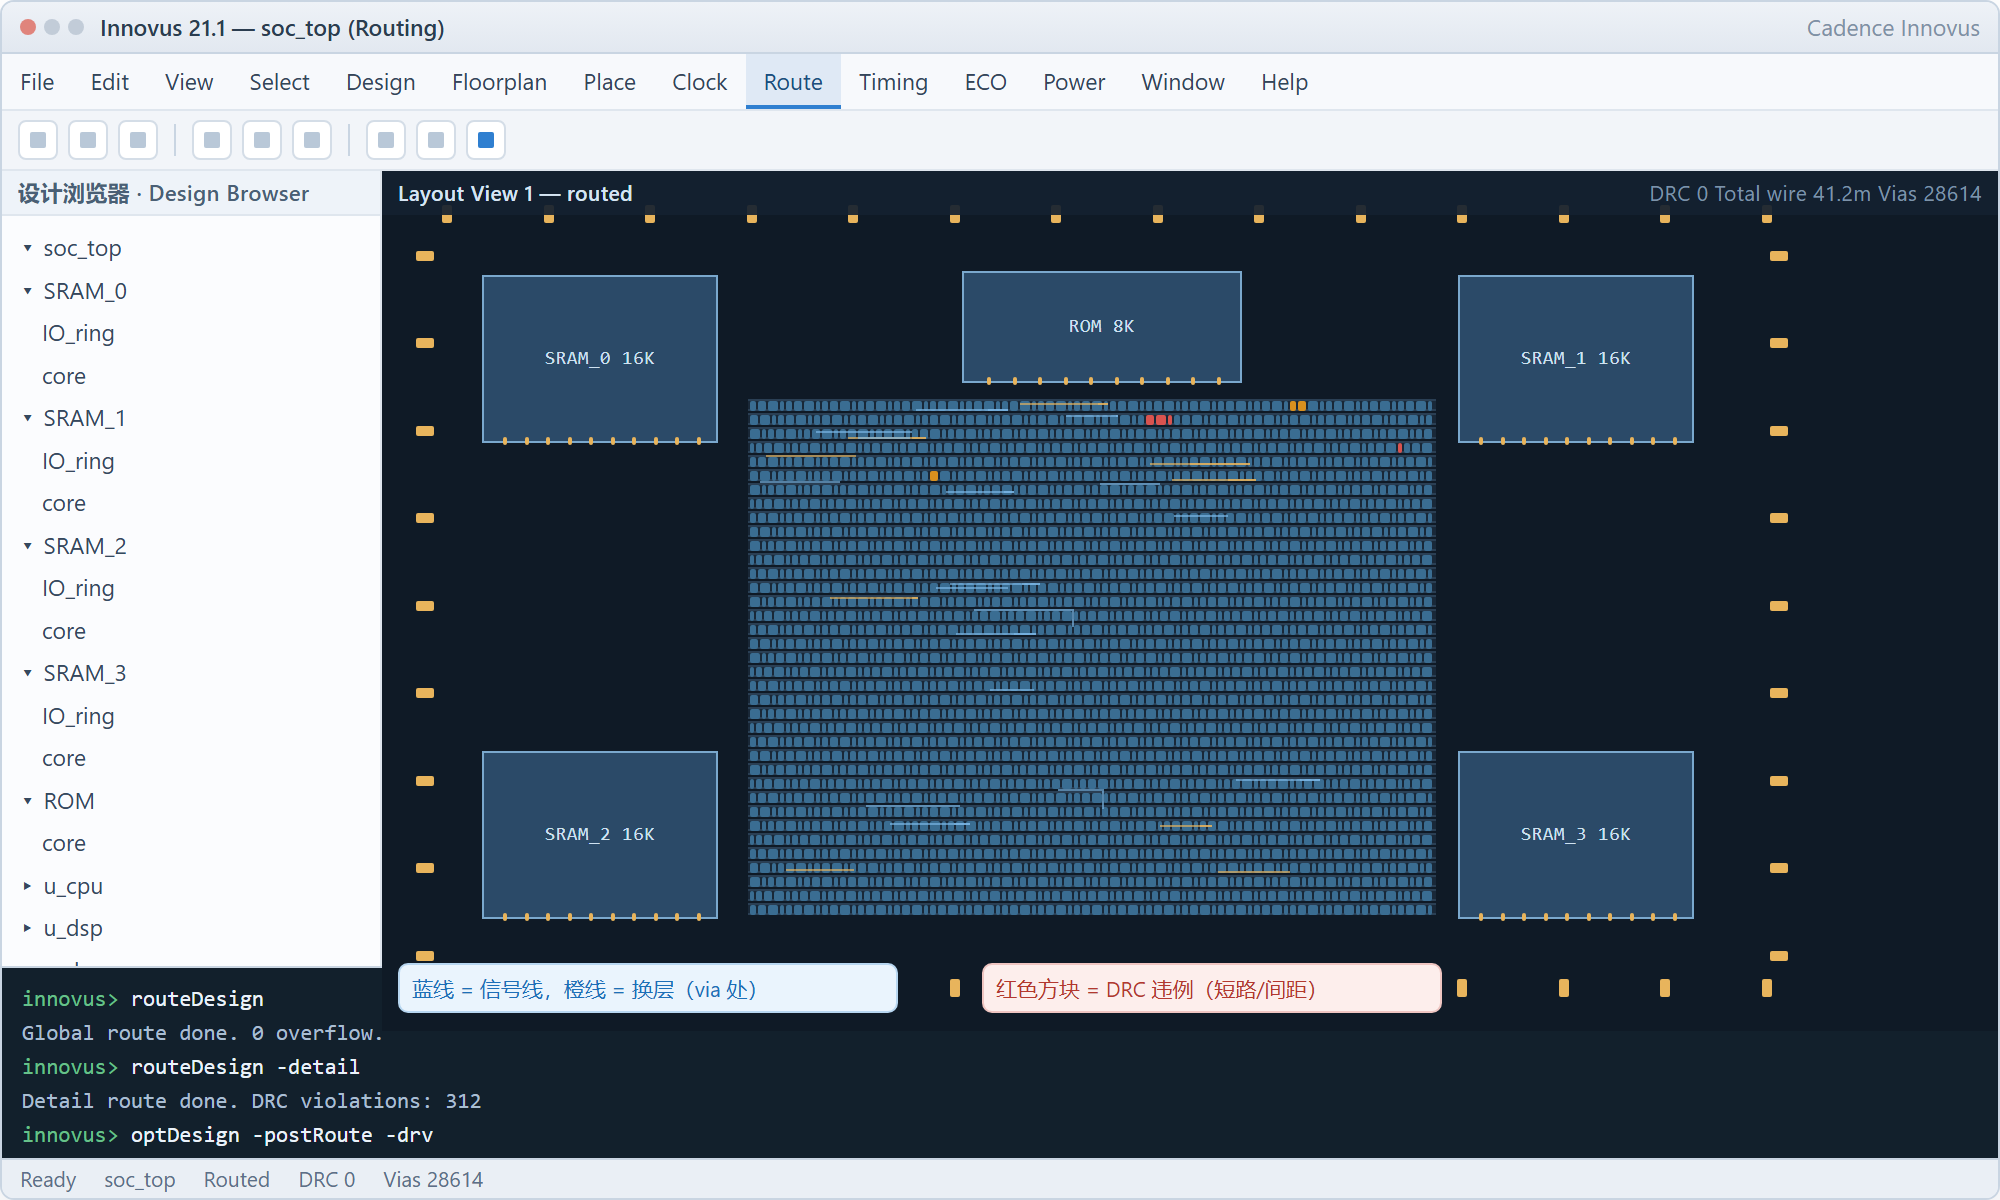 Innovus 21.1 — soc_top (Routing)
Cadence Innovus
File Edit View Select Design Floorplan Place Clock Route Timing ECO Power Window Help
设计浏览器 · Design Browser
Layout View 1 — routed
DRC 0 Total wire 41.2m Vias 28614
soc_top
SRAM_0
IO_ring
core
SRAM_1
IO_ring
core
SRAM_2
IO_ring
core
SRAM_3
IO_ring
core
ROM
core
u_cpu
u_dsp
SRAM_0 16K
ROM 8K
SRAM_1 16K
SRAM_2 16K
SRAM_3 16K
蓝线 = 信号线，橙线 = 换层（via 处）
红色方块 = DRC 违例（短路/间距）
innovus> routeDesign
Global route done. 0 overflow.
innovus> routeDesign -detail
Detail route done. DRC violations: 312
innovus> optDesign -postRoute -drv
Ready soc_top Routed DRC 0 Vias 28614